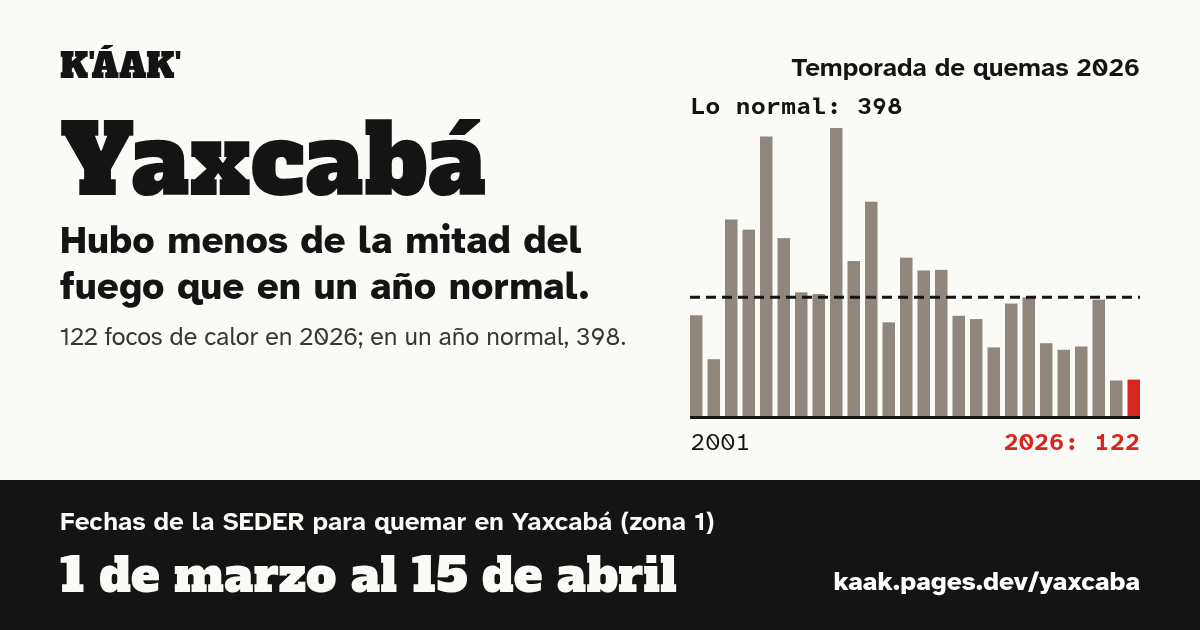 K'ÁAK'
Yaxcabá
Hubo menos de la mitad del
fuego que en un año normal.
122 focos de calor en 2026; en un año normal, 398.
Temporada de quemas 2026
Lo normal: 398
2001
2026: 122
Fechas de la SEDER para quemar en Yaxcabá (zona 1)
1 de marzo al 15 de abril
kaak.pages.dev/yaxcaba